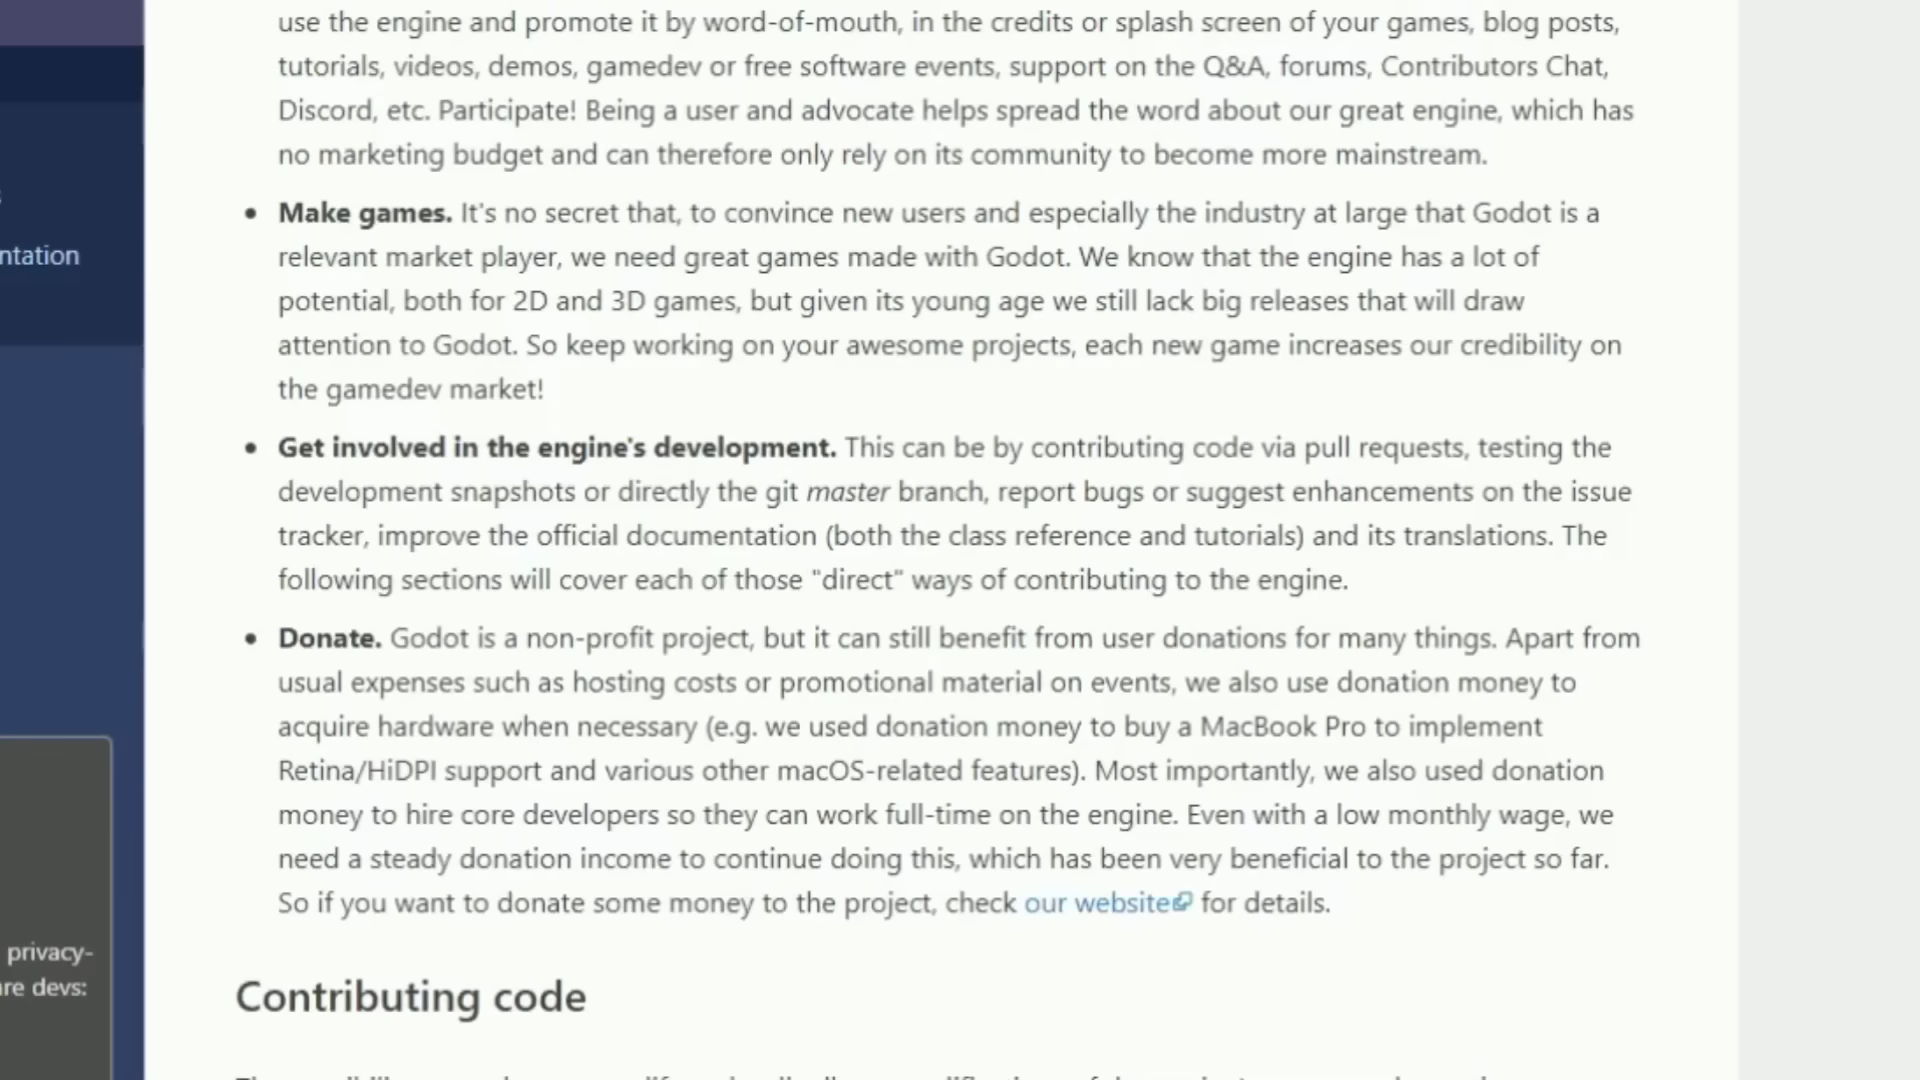 use the engine and promote it by word-of-mouth, in the credits or splash screen of your games, blog posts,
tutorials, videos, demos, gamedev or free software events, support on the Q&A, forums, Contributors Chat,
Discord, etc. Participate! Being a user and advocate helps spread the word about our great engine, which has
no marketing budget and can therefore only rely on its community to become more mainstream.
Make games. It's no secret that, to convince new users and especially the industry at large that Godot is a
ntation
relevant market player, we need great games made with Godot. We know that the engine has a lot of
potential, both for 2D and 3D games, but given its young age we still lack big releases that will draw
attention to Godot. So keep working on your awesome projects, each new game increases our credibility on
the gamedev market!
Get involved in the engine's development. This can be by contributing code via pull requests, testing the
development snapshots or directly the git master branch, report bugs or suggest enhancements on the issue
tracker, improve the official documentation (both the class reference and tutorials) and its translations. The
following sections will cover each of those "direct" ways of contributing to the engine.
Donate. Godot is a non-profit project, but it can still benefit from user donations for many things. Apart from
usual expenses such as hosting costs or promotional material on events, we also use donation money to
acquire hardware when necessary (e.g. we used donation money to buy a MacBook Pro to implement
Retina/HiDPI support and various other macOS-related features). Most importantly, we also used donation
money to hire core developers so they can work full-time on the engine. Even with a low monthly wage, we
need a steady donation income to continue doing this, which has been very beneficial to the project so far.
So if you want to donate some money to the project, check our website for details.
privacy-
re devs:
Contributing code